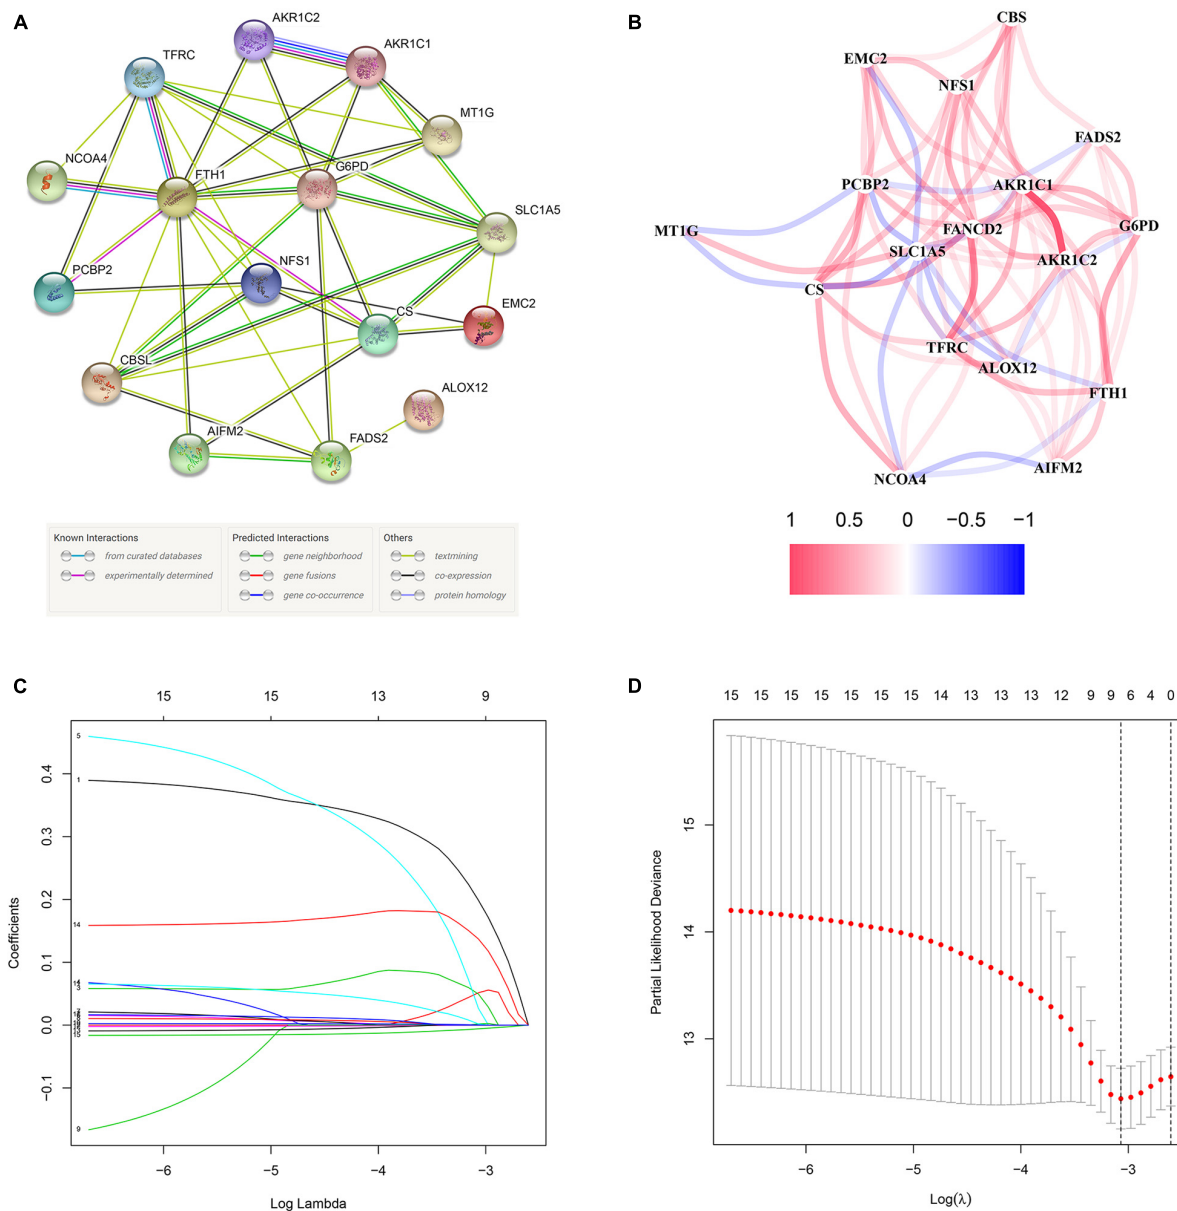 A
AKR1C2
AKR1C1
TFRC
MT1G
NCOA4
FTH1
G6PD
SLC1A5
PCBP2
NFS1
CS
EMC2
CBSL
ALOX12
AIFM2
FADS2
Known Interactions
from curated databases
experimentally determined
Predicted Interactions
gene neighborhood
gene fusions
gene co-occurrence
Others
textmining
co-expression
protein homology
B
CBS
EMC2
NFS1
FADS2
PCBP2
AKR1C1
MT1G
FANCD2
G6PD
SLC1A5
AKR1C2
CS
TFRC
ALOX12
FTH1
AIFM2
NCOA4
1 0.5 0 −0.5 −1
C
15 15 13 9
Coefficients
0.4
0.3
0.2
0.1
0.0
−0.1
5
1
14
3
15
9
−6 −5 −4 −3
Log Lambda
D
15 15 15 15 15 15 15 14 13 13 13 12 9 9 6 4 0
Partial Likelihood Deviance
15
14
13
−6 −5 −4 −3
Log(λ)